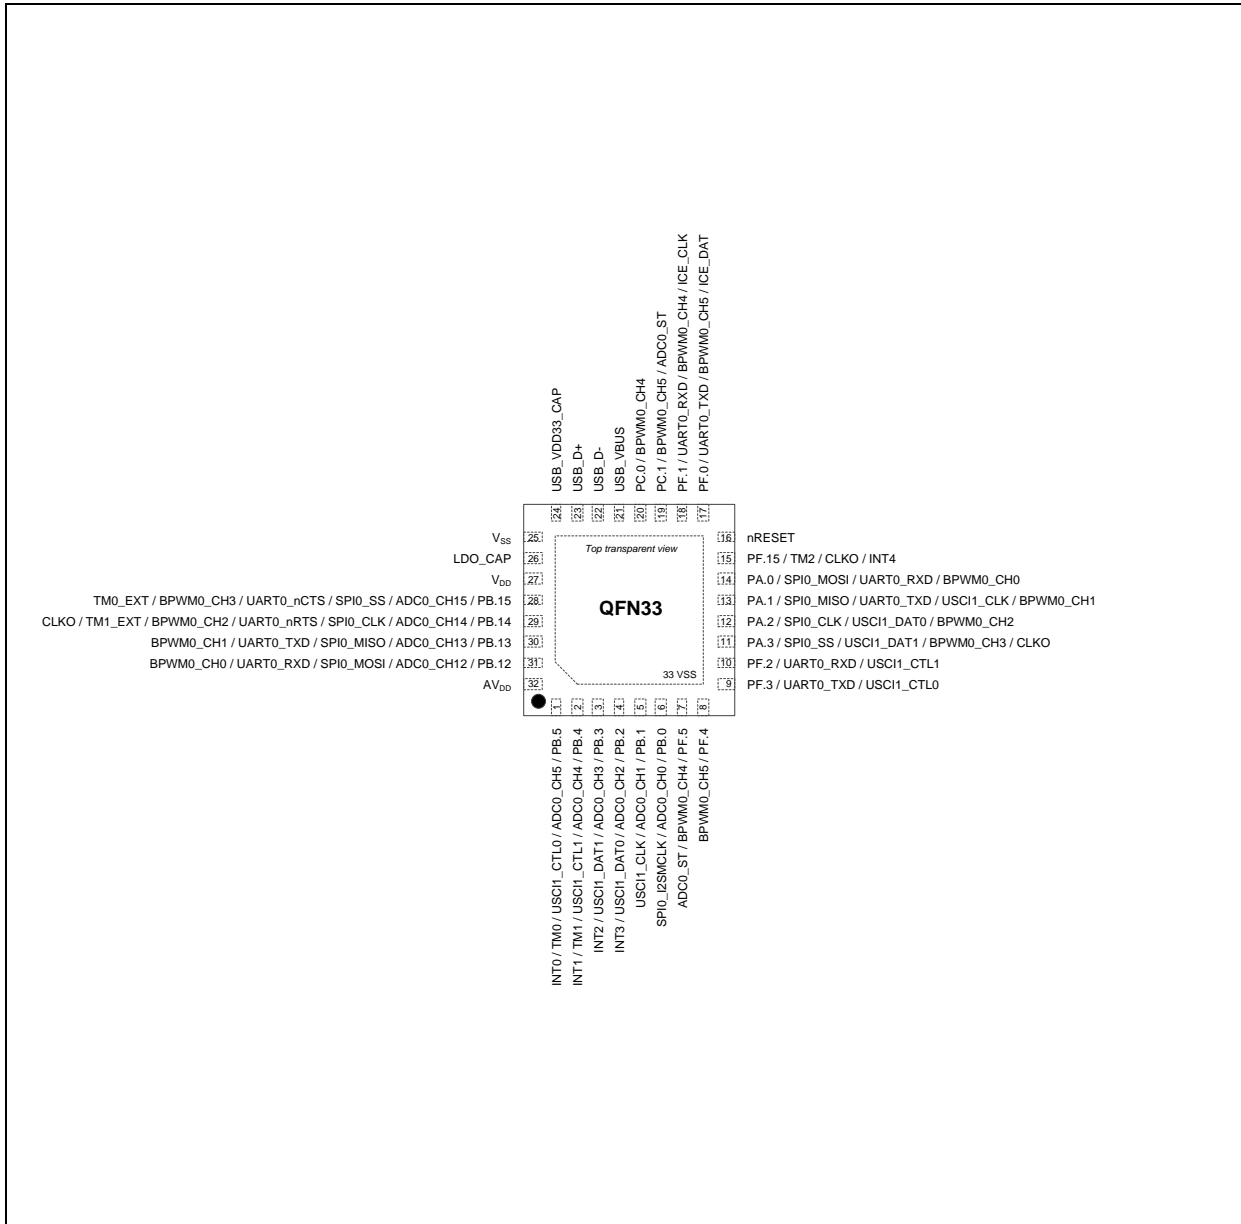 USB_VDD33_CAP
USB_D+
USB_D-
USB_VBUS
PC.0 / BPWM0_CH4
PC.1 / BPWM0_CH5 / ADC0_ST
PF.1 / UART0_RXD / BPWM0_CH4 / ICE_CLK
PF.0 / UART0_TXD / BPWM0_CH5 / ICE_DAT
24
23
22
21
20
19
18
17
VSS
25
LDO_CAP
26
VDD
27
TM0_EXT / BPWM0_CH3 / UART0_nCTS / SPI0_SS / ADC0_CH15 / PB.15
28
CLKO / TM1_EXT / BPWM0_CH2 / UART0_nRTS / SPI0_CLK / ADC0_CH14 / PB.14
29
BPWM0_CH1 / UART0_TXD / SPI0_MISO / ADC0_CH13 / PB.13
30
BPWM0_CH0 / UART0_RXD / SPI0_MOSI / ADC0_CH12 / PB.12
31
AVDD
32
Top transparent view
QFN33
33 VSS
16
nRESET
15
PF.15 / TM2 / CLKO / INT4
14
PA.0 / SPI0_MOSI / UART0_RXD / BPWM0_CH0
13
PA.1 / SPI0_MISO / UART0_TXD / USCI1_CLK / BPWM0_CH1
12
PA.2 / SPI0_CLK / USCI1_DAT0 / BPWM0_CH2
11
PA.3 / SPI0_SS / USCI1_DAT1 / BPWM0_CH3 / CLKO
10
PF.2 / UART0_RXD / USCI1_CTL1
9
PF.3 / UART0_TXD / USCI1_CTL0
1
2
3
4
5
6
7
8
INT0 / TM0 / USCI1_CTL0 / ADC0_CH5 / PB.5
INT1 / TM1 / USCI1_CTL1 / ADC0_CH4 / PB.4
INT2 / USCI1_DAT1 / ADC0_CH3 / PB.3
INT3 / USCI1_DAT0 / ADC0_CH2 / PB.2
USCI1_CLK / ADC0_CH1 / PB.1
SPI0_I2SMCLK / ADC0_CH0 / PB.0
ADC0_ST / BPWM0_CH4 / PF.5
BPWM0_CH5 / PF.4